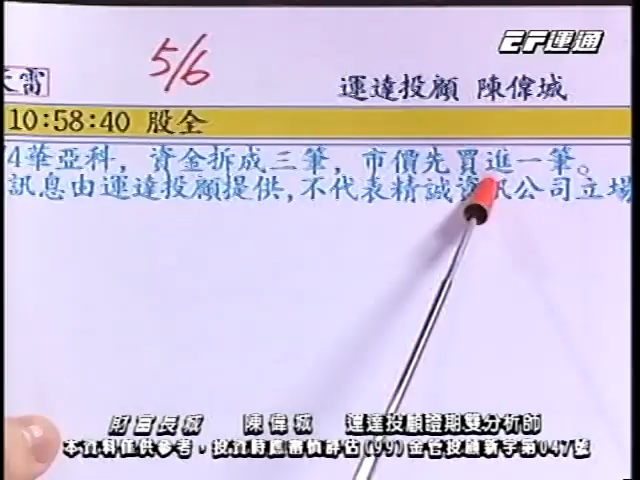 5/6
運通
運達投顧 陳偉城
10:58:40 股全
4華亞科，資金拆成三筆，市價先買進一筆。
訊息由運達投顧提供,不代表精誠資訊公司立場
財富長城 陳偉城 運達投顧證期雙分析師
本資料僅供參考，投資時應審慎評估(99)金管投顧新字第047號